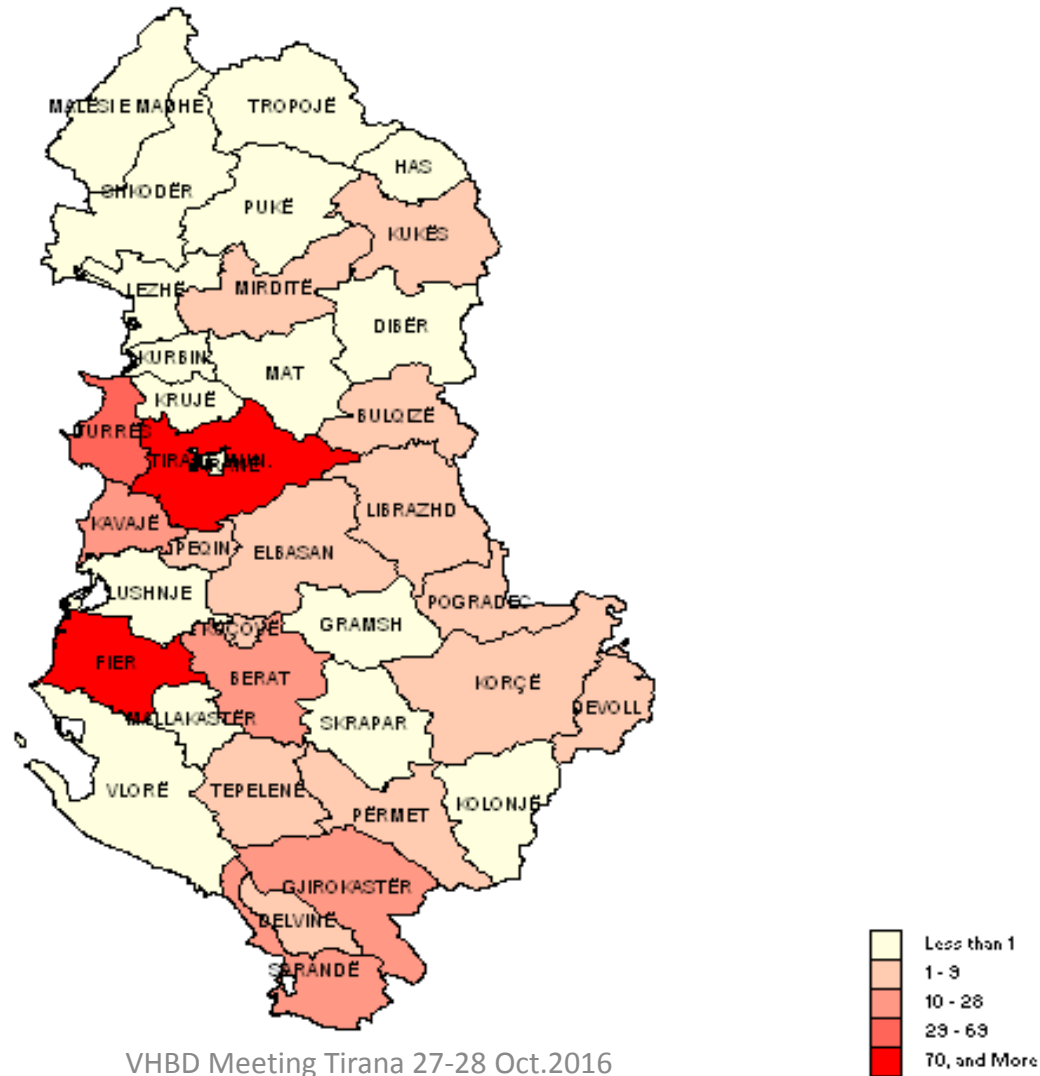 MALËSI E MADHE
TROPOJË
HAS
SHKODËR
PUKË
KUKËS
LEZHË
MIRDITË
DIBËR
KURBIN
MAT
KRUJË
BULQIZË
DURRËS
KAVAJË
LIBRAZHD
PEQIN
ELBASAN
LUSHNJE
POGRADEC
GRAMSH
KUÇOVË
FIER
BERAT
KORÇË
DEVOLL
MALLAKASTËR
SKRAPAR
VLORË
TEPELENË
PËRMET
KOLONJË
GJIROKASTËR
DELVINË
SARANDË
Less than 1
1 - 9
10 - 28
29 - 69
70, and More
VHBD Meeting Tirana 27-28 Oct.2016